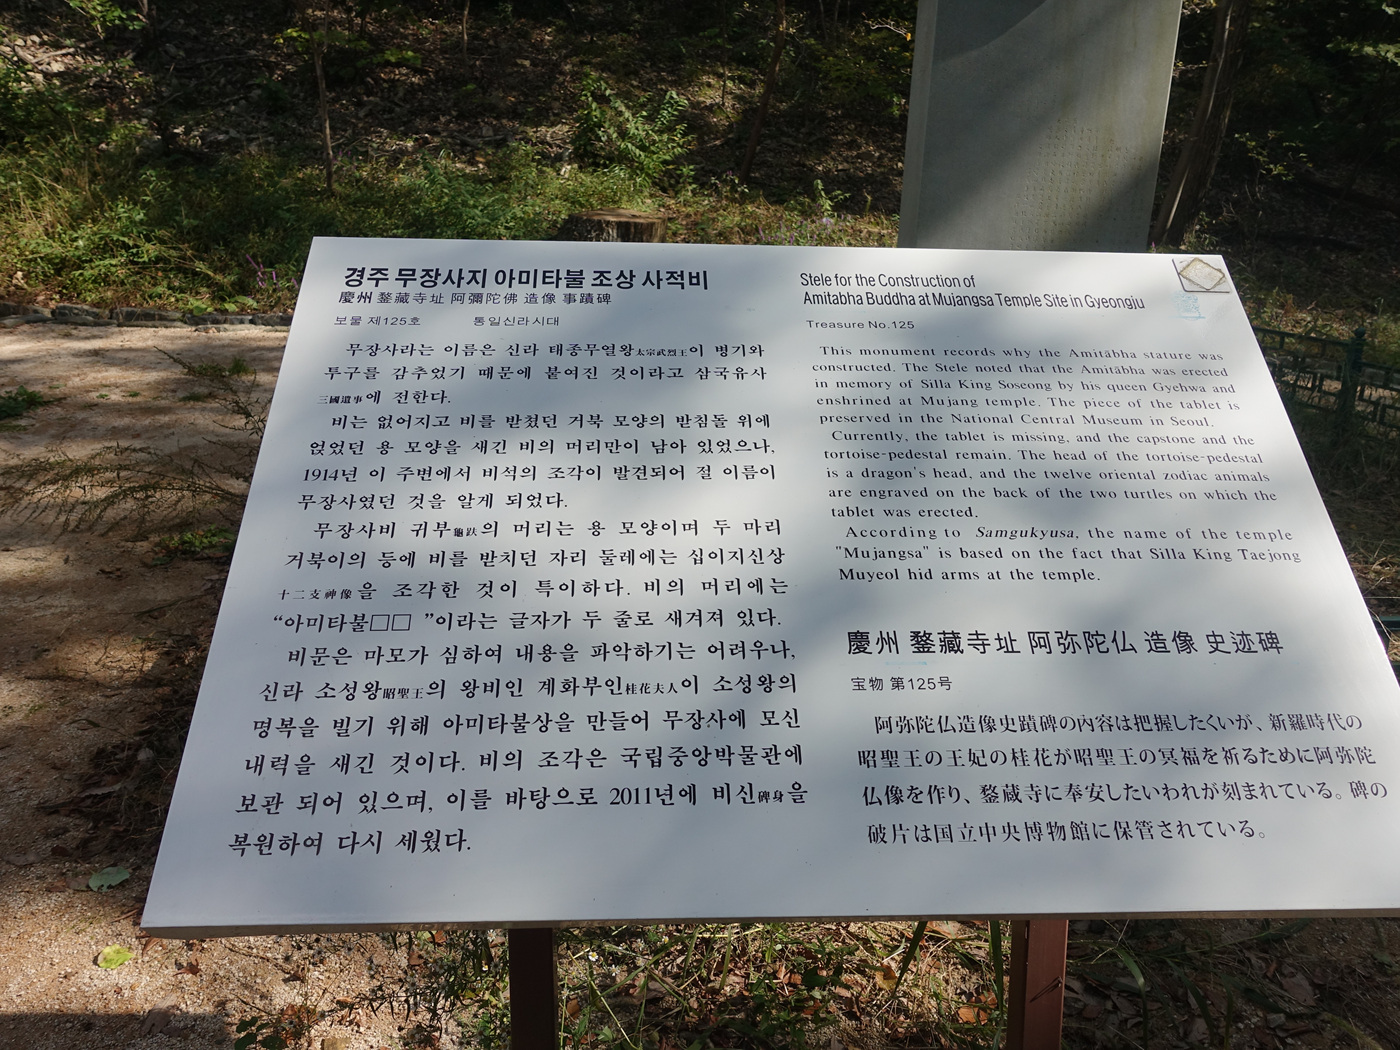 경주 무장사지 아미타불 조상 사적비
慶州 鍪藏寺址 阿彌陀佛 造像 事蹟碑
보물 제125호 통일신라시대
무장사라는 이름은 신라 태종무열왕太宗武烈王이 병기와
투구를 감추었기 때문에 붙여진 것이라고 삼국유사
三國遺事에 전한다.
비는 없어지고 비를 받쳤던 거북 모양의 받침돌 위에
얹었던 용 모양을 새긴 비의 머리만이 남아 있었으나,
1914년 이 주변에서 비석의 조각이 발견되어 절 이름이
무장사였던 것을 알게 되었다.
무장사비 귀부龜趺의 머리는 용 모양이며 두 마리
거북이의 등에 비를 받치던 자리 둘레에는 십이지신상
十二支神像을 조각한 것이 특이하다. 비의 머리에는
“아미타불□□ ”이라는 글자가 두 줄로 새겨져 있다.
비문은 마모가 심하여 내용을 파악하기는 어려우나,
신라 소성왕昭聖王의 왕비인 계화부인桂花夫人이 소성왕의
명복을 빌기 위해 아미타불상을 만들어 무장사에 모신
내력을 새긴 것이다. 비의 조각은 국립중앙박물관에
보관 되어 있으며, 이를 바탕으로 2011년에 비신碑身을
복원하여 다시 세웠다.
Stele for the Construction of
Amitabha Buddha at Mujangsa Temple Site in Gyeongju
Treasure No.125
This monument records why the Amitābha stature was
constructed. The Stele noted that the Amitābha was erected
in memory of Silla King Soseong by his queen Gyehwa and
enshrined at Mujang temple. The piece of the tablet is
preserved in the National Central Museum in Seoul.
Currently, the tablet is missing, and the capstone and the
tortoise-pedestal remain. The head of the tortoise-pedestal
is a dragon's head, and the twelve oriental zodiac animals
are engraved on the back of the two turtles on which the
tablet was erected.
According to Samgukyusa, the name of the temple
"Mujangsa" is based on the fact that Silla King Taejong
Muyeol hid arms at the temple.
慶州 鍪藏寺址 阿弥陀仏 造像 史迹碑
宝物 第125号
阿弥陀仏造像史蹟碑の内容は把握したくいが、新羅時代の
昭聖王の王妃の桂花が昭聖王の冥福を祈るために阿弥陀
仏像を作り、鍪蔵寺に奉安したいわれが刻まれている。碑の
破片は国立中央博物館に保管されている。